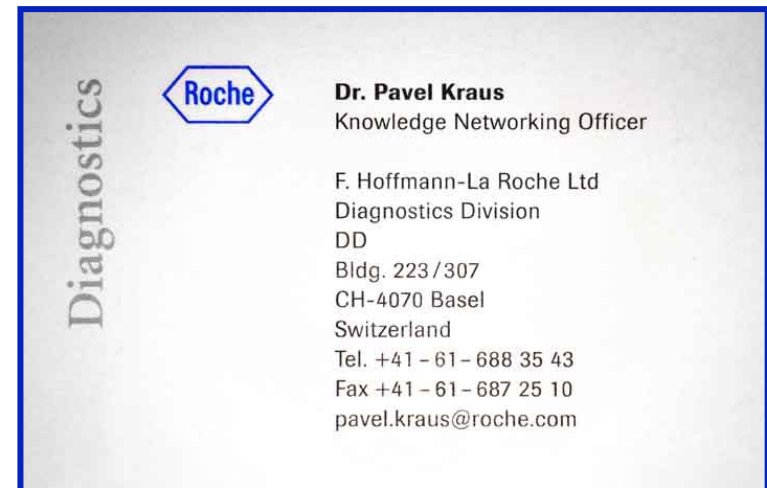 Diagnostics
Roche
Dr. Pavel Kraus
Knowledge Networking Officer
F. Hoffmann-La Roche Ltd
Diagnostics Division
DD
Bldg. 223/307
CH-4070 Basel
Switzerland
Tel. +41 – 61 – 688 35 43
Fax +41 – 61 – 687 25 10
pavel.kraus@roche.com